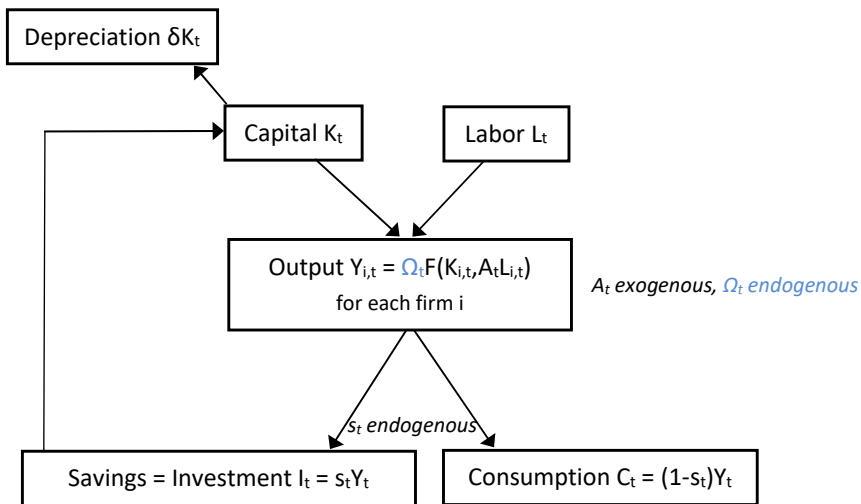 Depreciation δKₜ
Capital Kₜ
Labor Lₜ
Output Yᵢ,ₜ = ΩₜF(Kᵢ,ₜ,AₜLᵢ,ₜ)
for each firm i
Aₜ exogenous, Ωₜ endogenous
sₜ endogenous
Savings = Investment Iₜ = sₜYₜ
Consumption Cₜ = (1-sₜ)Yₜ